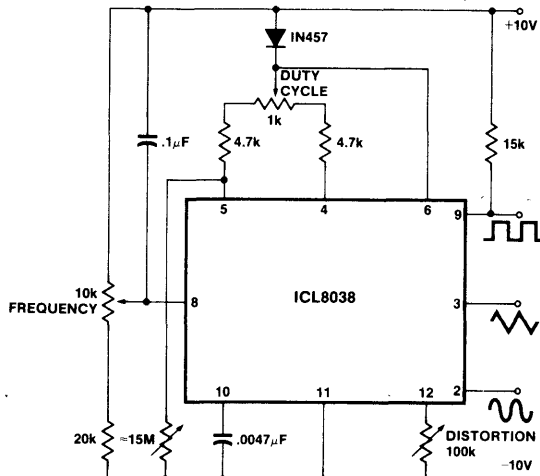 +10V
IN457
DUTY
CYCLE
1k
.1µF
4.7k
4.7k
15k
5
4
6
9
10k
FREQUENCY
8
ICL8038
3
10
11
12
2
20k
≈15M
.0047µF
DISTORTION
100k
−10V